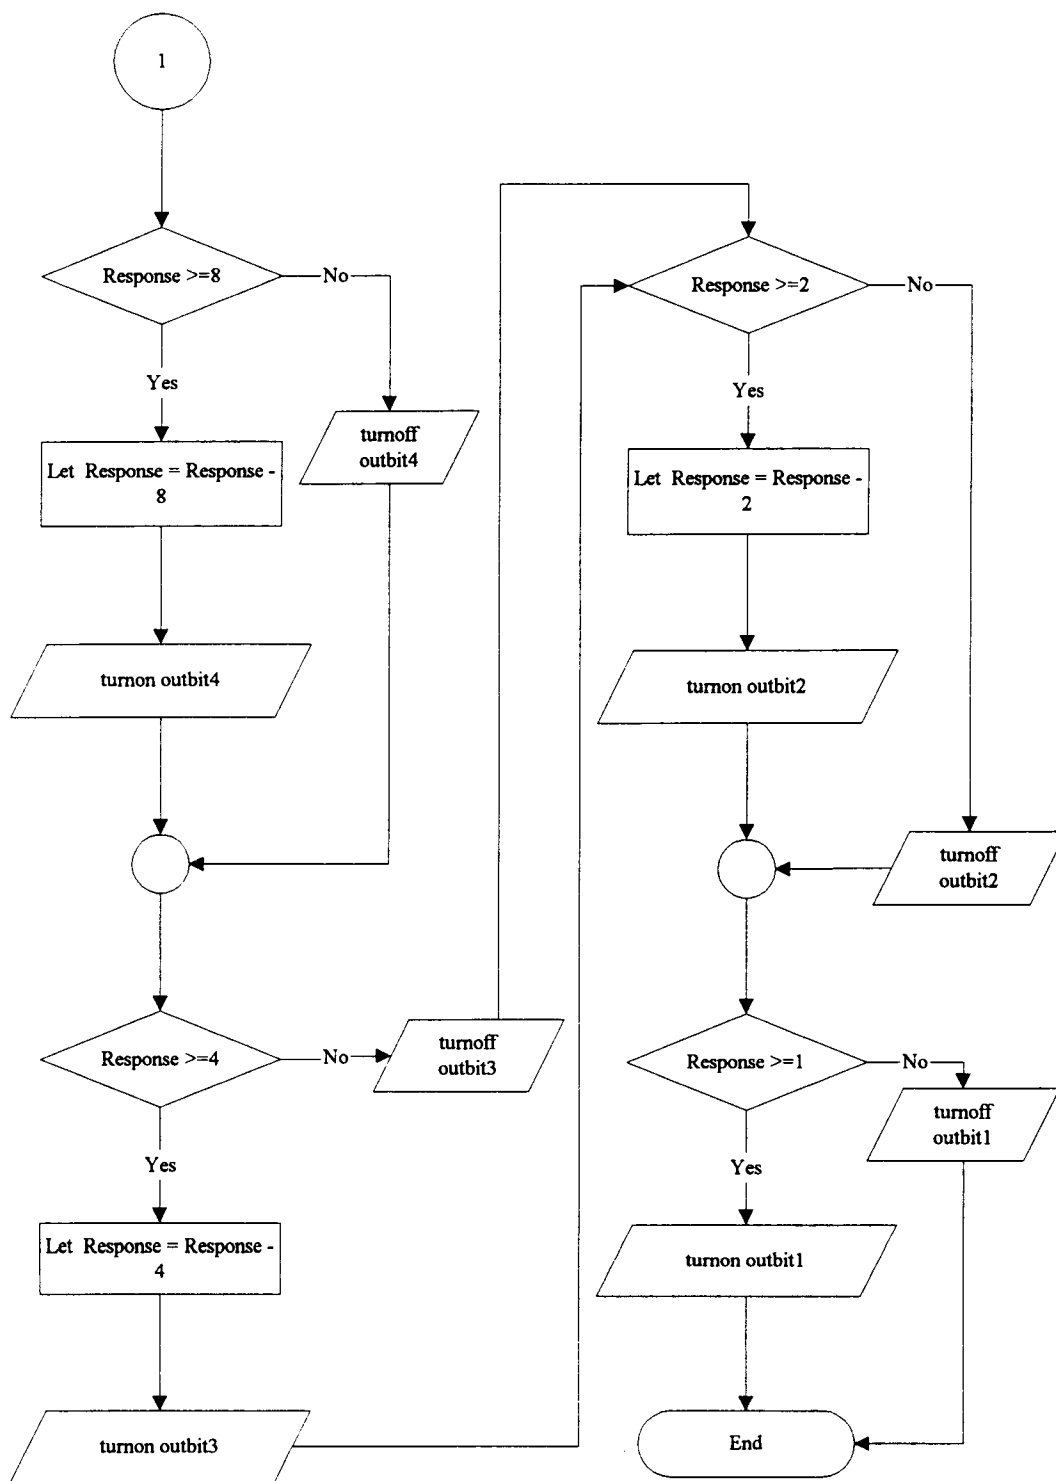 1
Response >=8
No
Yes
turnoff
outbit4
Let Response = Response -
8
turnon outbit4
Response >=4
No
turnoff
outbit3
Yes
Let Response = Response -
4
turnon outbit3
Response >=2
No
Yes
Let Response = Response -
2
turnon outbit2
turnoff
outbit2
Response >=1
No
turnoff
outbit1
Yes
turnon outbit1
End